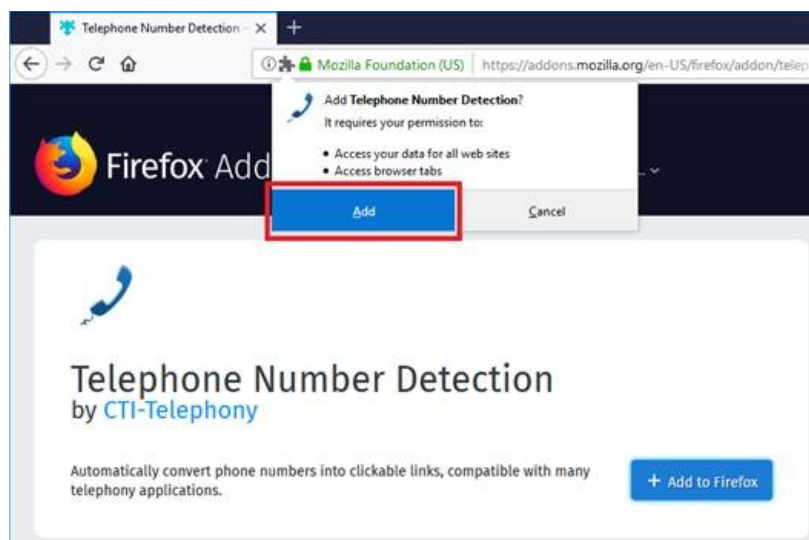 Telephone Number Detection -
Mozilla Foundation (US) https://addons.mozilla.org/en-US/firefox/addon/telep
Add Telephone Number Detection?
It requires your permission to:
• Access your data for all web sites
• Access browser tabs
Firefox Add
Add Cancel
Telephone Number Detection
by CTI-Telephony
Automatically convert phone numbers into clickable links, compatible with many
telephony applications.
+ Add to Firefox